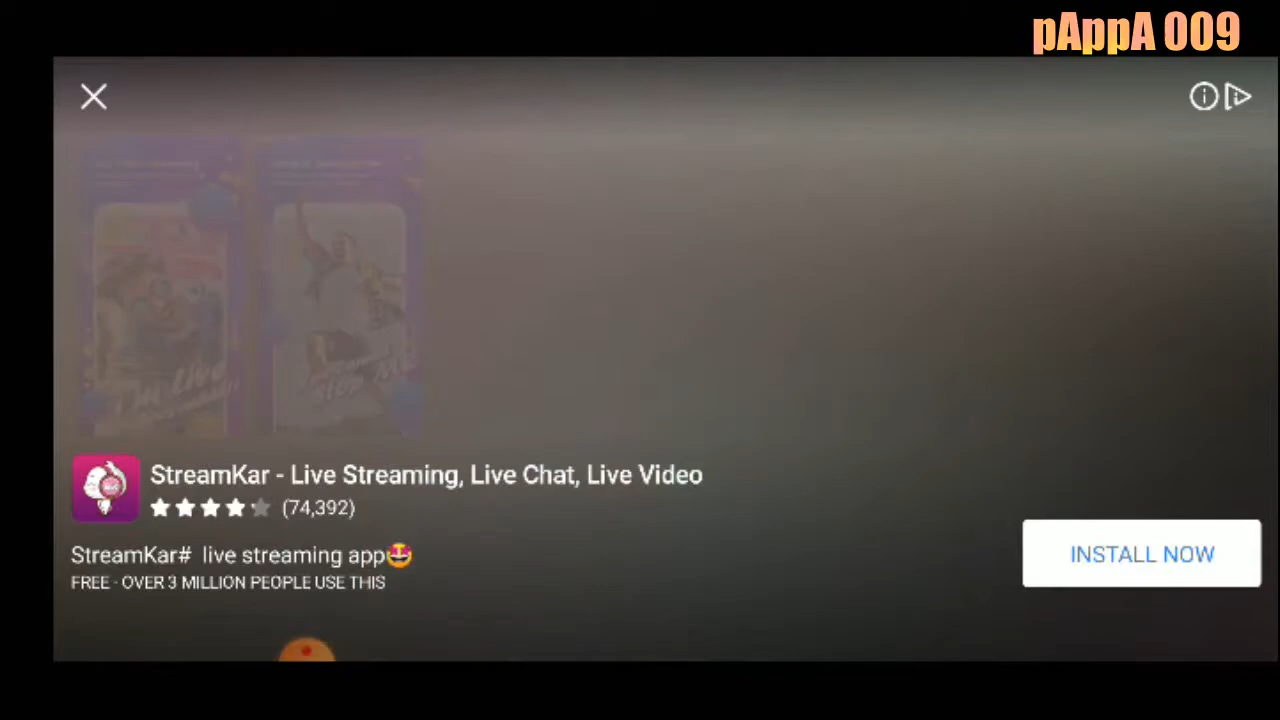 pAppA 009
StreamKar - Live Streaming, Live Chat, Live Video
(74,392)
StreamKar# live streaming app🤩
FREE · OVER 3 MILLION PEOPLE USE THIS
INSTALL NOW